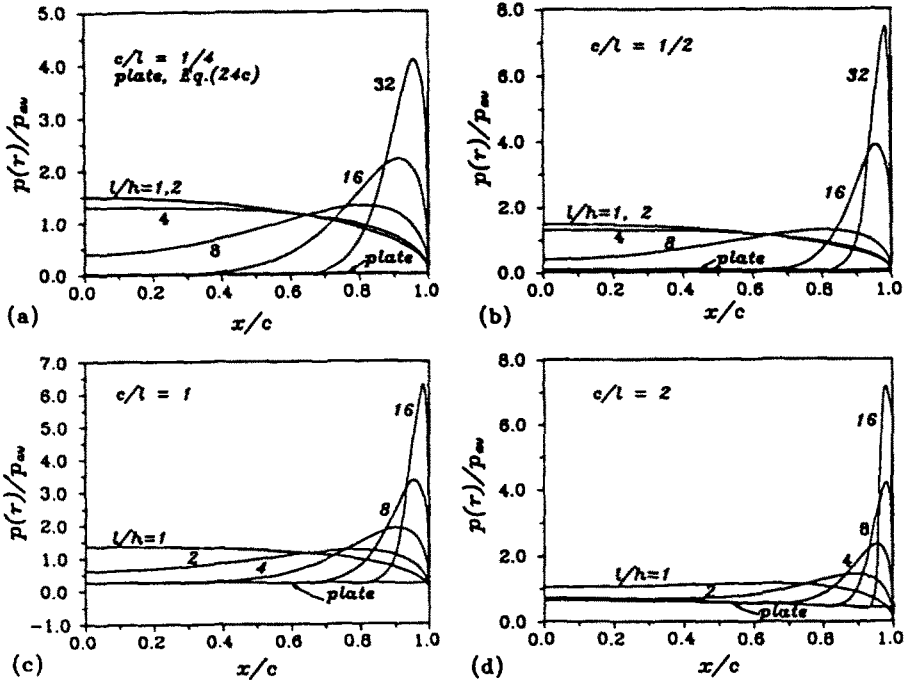 5.0
4.0
3.0
2.0
1.0
0.0
p(r)/p_av
c/l = 1/4
plate, Eq.(24c)
32
16
l/h=1,2
4
8
plate
0.0 0.2 0.4 0.6 0.8 1.0
(a)
x/c
8.0
6.0
4.0
2.0
0.0
p(r)/p_av
c/l = 1/2
32
16
l/h=1, 2
4
8
plate
0.0 0.2 0.4 0.6 0.8 1.0
(b)
x/c
7.0
6.0
5.0
4.0
3.0
2.0
1.0
0.0
-1.0
p(r)/p_av
c/l = 1
16
8
l/h=1
2
4
plate
0.0 0.2 0.4 0.6 0.8 1.0
(c)
x/c
8.0
6.0
4.0
2.0
0.0
p(r)/p_av
c/l = 2
16
8
4
l/h=1
2
plate
0.0 0.2 0.4 0.6 0.8 1.0
(d)
x/c